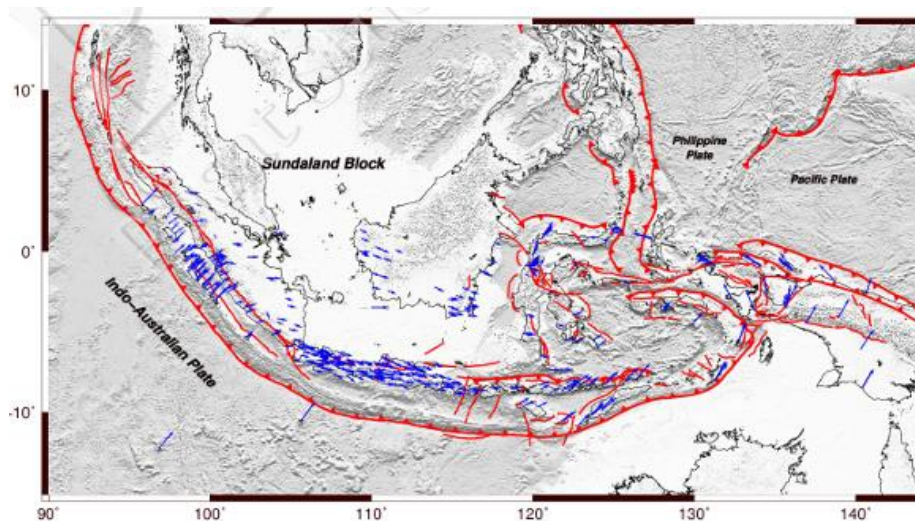 10°
0°
-10°
Sundaland Block
Philippine
Plate
Pacific Plate
Indo-Australian Plate
90°
100°
110°
120°
130°
140°